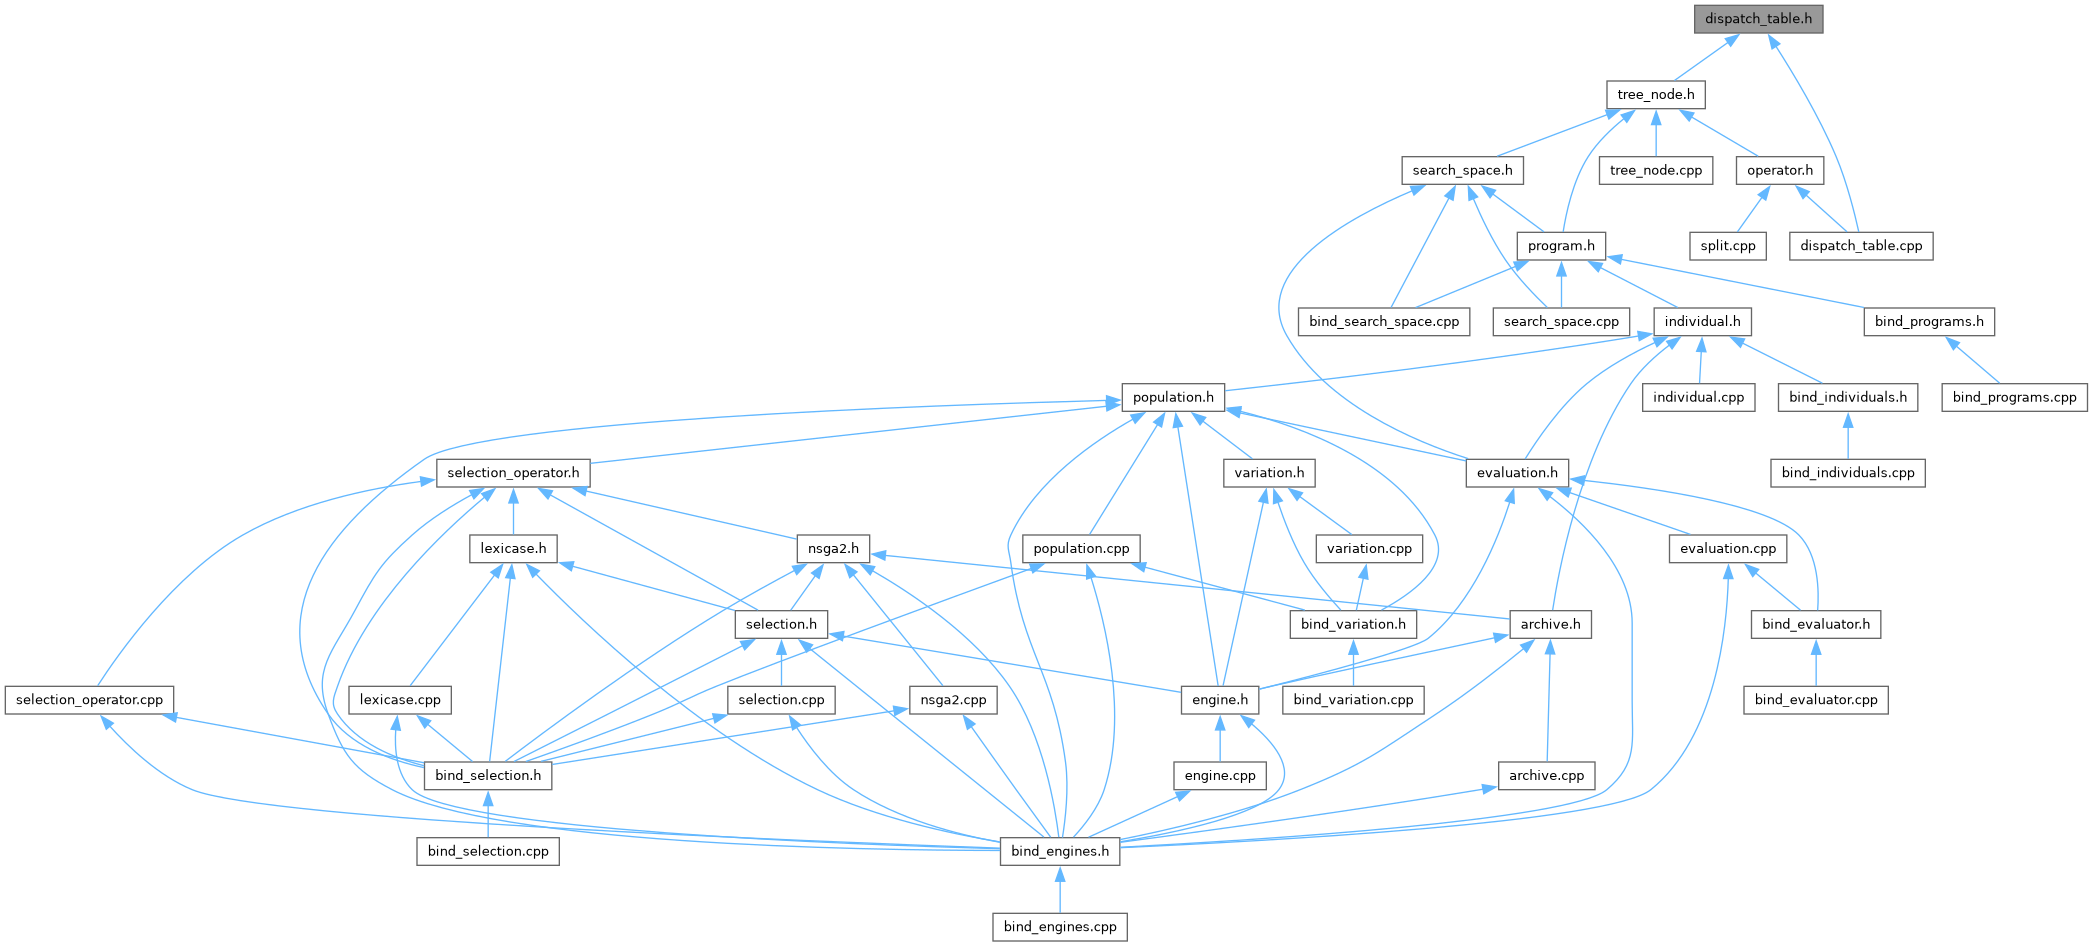 dispatch_table.h
tree_node.h
search_space.h
tree_node.cpp
operator.h
program.h
split.cpp
dispatch_table.cpp
bind_search_space.cpp
search_space.cpp
individual.h
bind_programs.h
population.h
individual.cpp
bind_individuals.h
bind_programs.cpp
selection_operator.h
variation.h
evaluation.h
bind_individuals.cpp
lexicase.h
nsga2.h
population.cpp
variation.cpp
evaluation.cpp
selection.h
bind_variation.h
archive.h
bind_evaluator.h
selection_operator.cpp
lexicase.cpp
selection.cpp
nsga2.cpp
engine.h
bind_variation.cpp
bind_evaluator.cpp
bind_selection.h
engine.cpp
archive.cpp
bind_selection.cpp
bind_engines.h
bind_engines.cpp